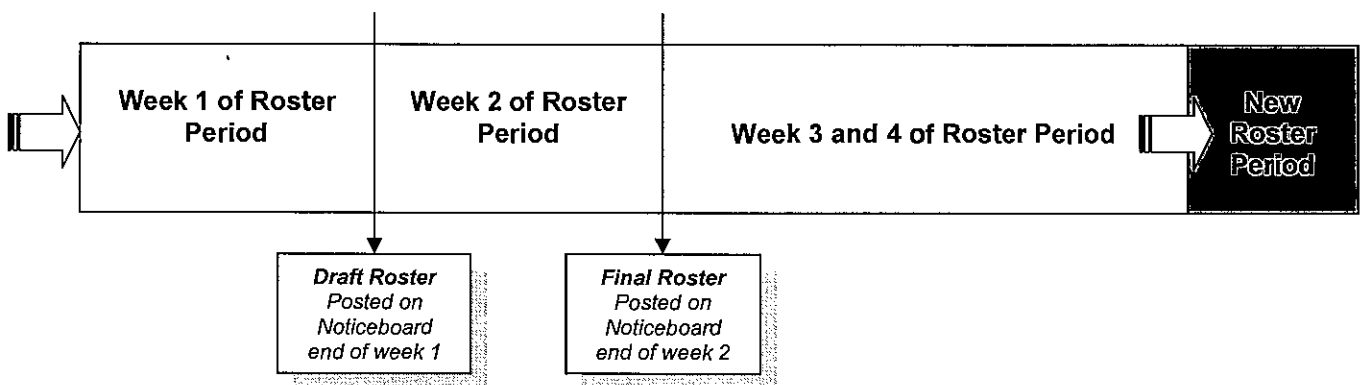 Week 1 of Roster
Period
Week 2 of Roster
Period
Week 3 and 4 of Roster Period
New
Roster
Period
Draft Roster
Posted on
Noticeboard
end of week 1
Final Roster
Posted on
Noticeboard
end of week 2